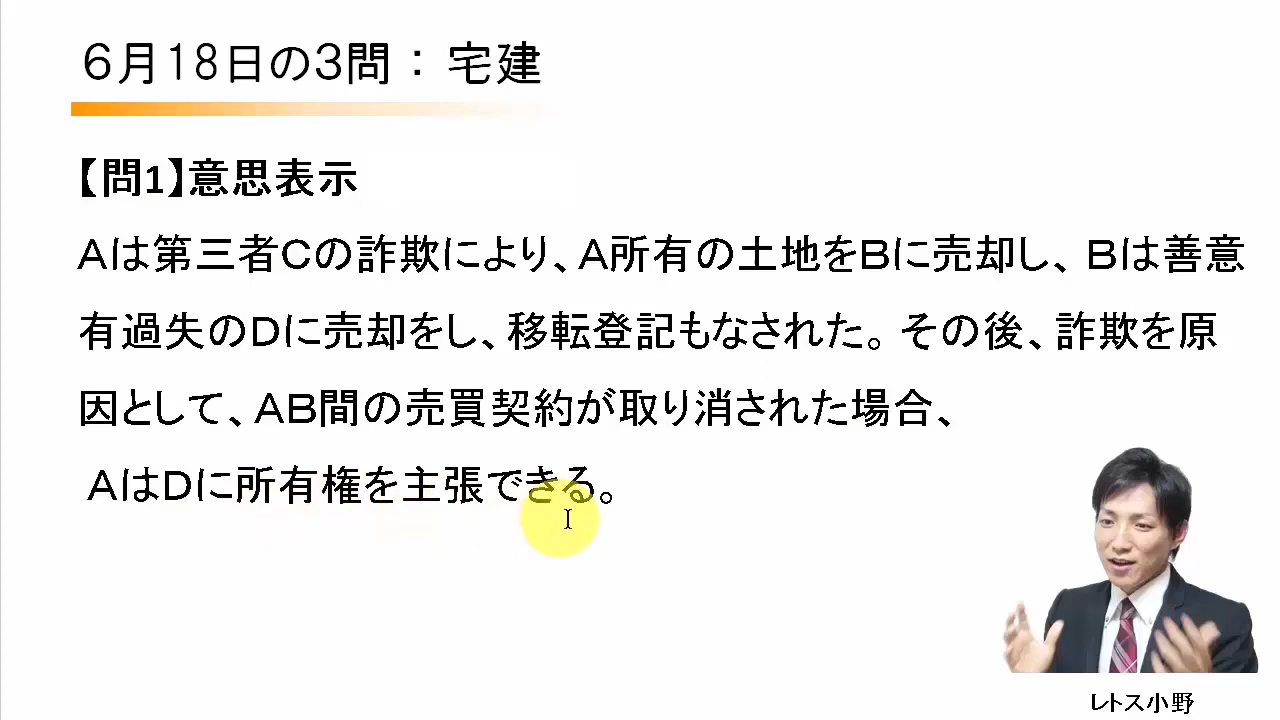 ６月18日の３問：宅建
【問1】意思表示
Ａは第三者Ｃの詐欺により、Ａ所有の土地をＢに売却し、Ｂは善意
有過失のＤに売却をし、移転登記もなされた。その後、詐欺を原
因として、ＡＢ間の売買契約が取り消された場合、
ＡはＤに所有権を主張できる。
レトス小野